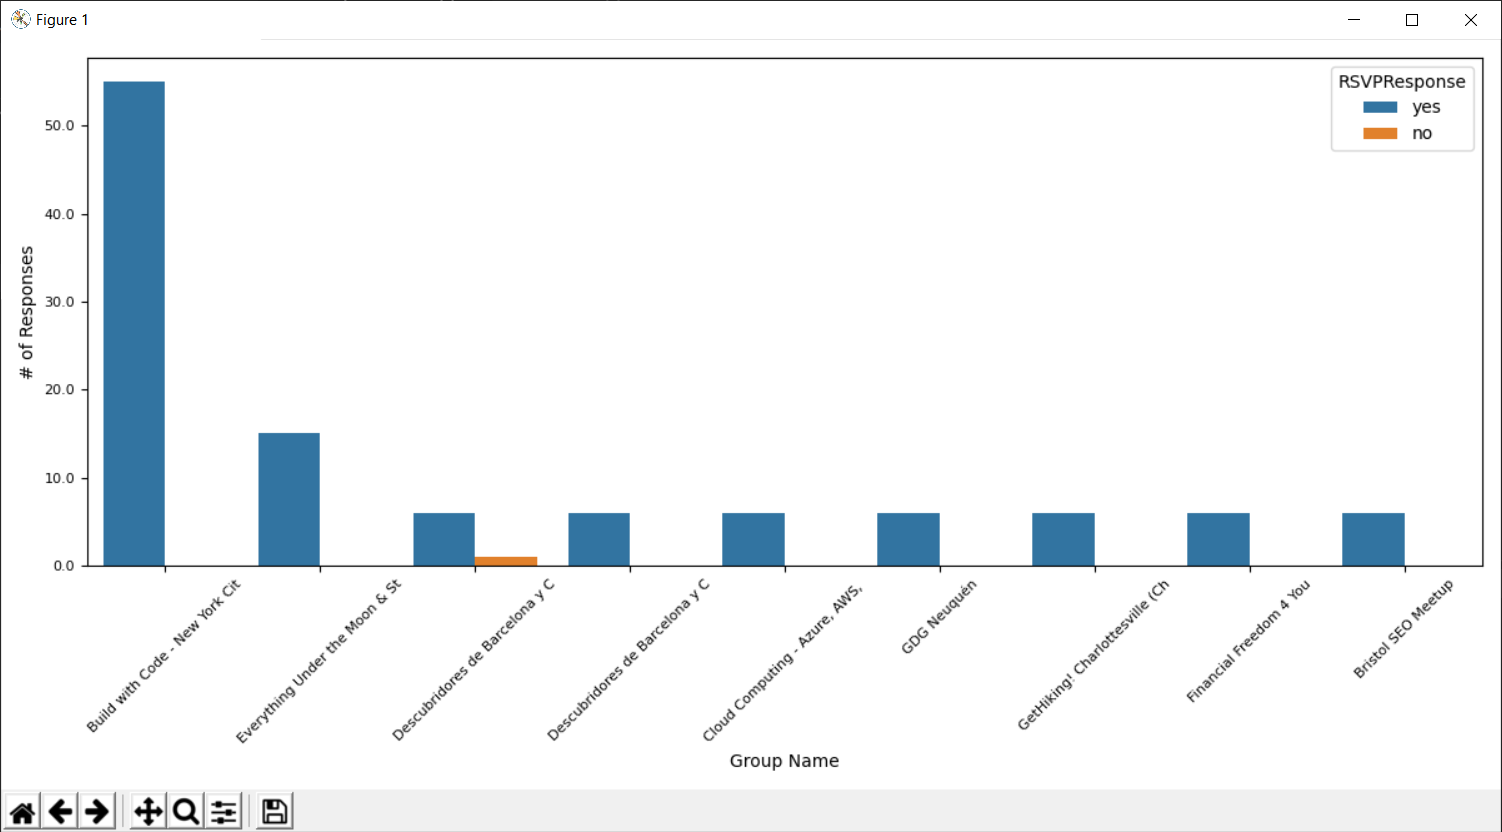 Figure 1
RSVPResponse
yes
no
50.0
40.0
30.0
20.0
10.0
0.0
# of Responses
Build with Code - New York Cit
Everything Under the Moon & St
Descubridores de Barcelona y C
Descubridores de Barcelona y C
Cloud Computing - Azure, AWS,
GDG Neuquén
GetHiking! Charlottesville (Ch
Financial Freedom 4 You
Bristol SEO Meetup
Group Name